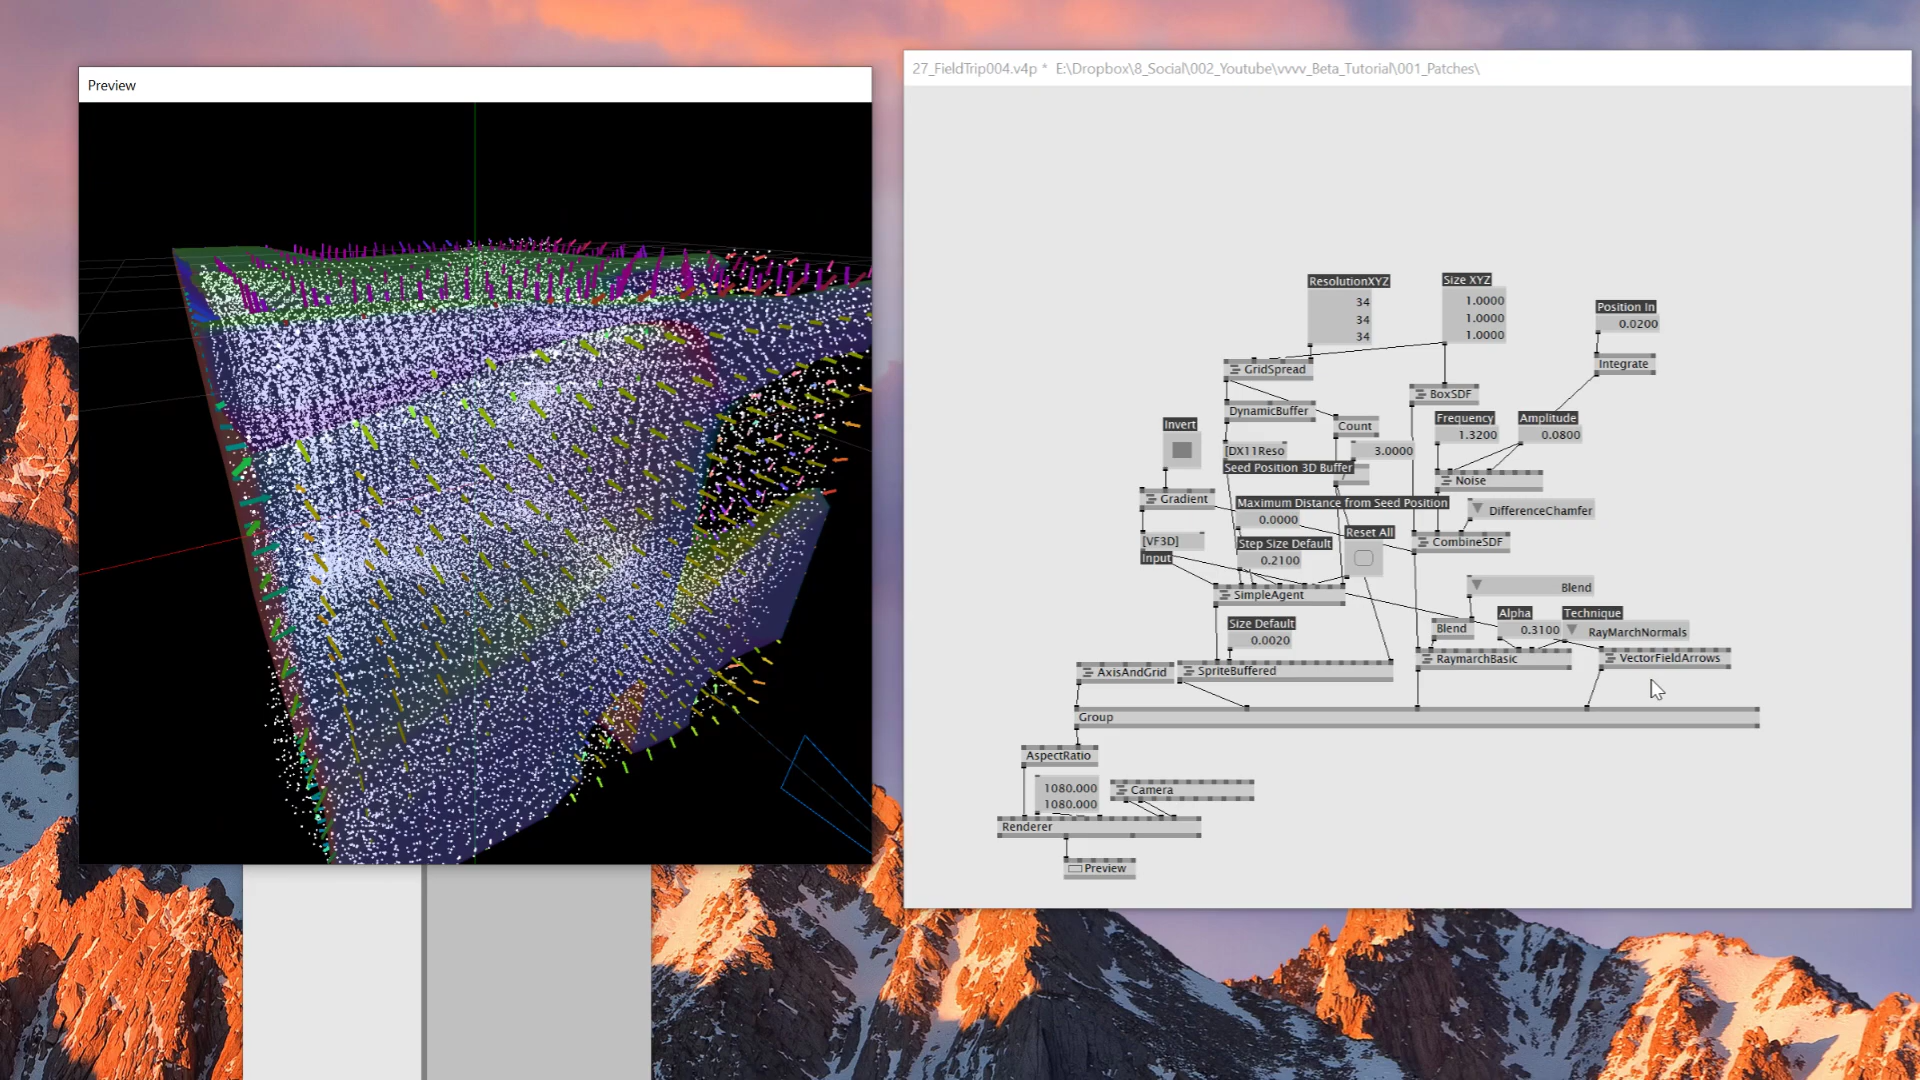 Preview
27_FieldTrip004.v4p * E:\Dropbox\8_Social\002_Youtube\vvvv_Beta_Tutorial\001_Patches\
ResolutionXYZ
34
34
34
Size XYZ
1.0000
1.0000
1.0000
Position In
0.0200
Integrate
GridSpread
BoxSDF
DynamicBuffer
Count
Frequency
1.3200
Amplitude
0.0800
Invert
[DX11Reso
3.0000
Seed Position 3D Buffer
/
Noise
Gradient
Maximum Distance from Seed Position
0.0000
DifferenceChamfer
Reset All
[VF3D]
Input
Step Size Default
0.2100
CombineSDF
SimpleAgent
Blend
Size Default
0.0020
Blend
Alpha
0.3100
Technique
RayMarchNormals
AxisAndGrid
SpriteBuffered
RaymarchBasic
VectorFieldArrows
Group
AspectRatio
1080.000
1080.000
Camera
Renderer
Preview